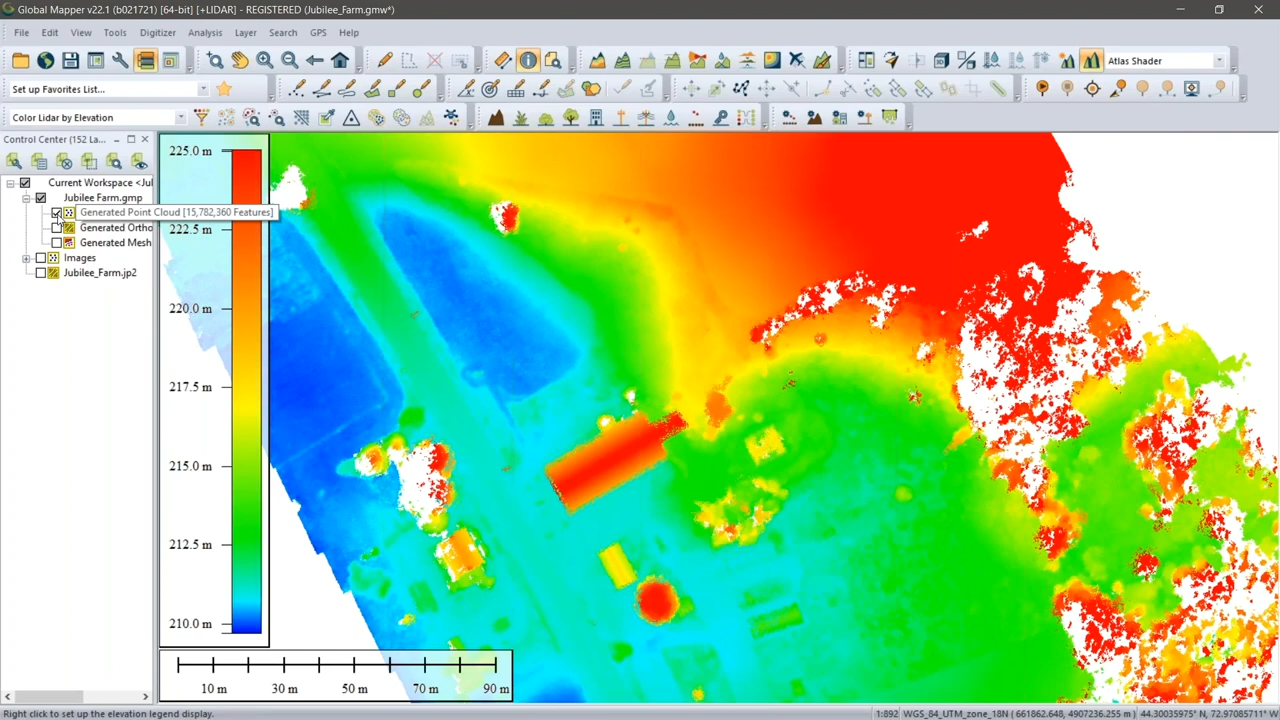 Global Mapper v22.1 (b021721) [64-bit] [+LIDAR] - REGISTERED (Jubilee_Farm.gmw*)
File Edit View Tools Digitizer Analysis Layer Search GPS Help
Atlas Shader
Set up Favorites List...
Color Lidar by Elevation
Control Center (152 La...
Current Workspace <Jul
Jubilee Farm.gmp
Generated Point Cloud [15,782,360 Features]
Generated Ortho
Generated Mesh
Images
Jubilee_Farm.jp2
225.0 m
222.5 m
220.0 m
217.5 m
215.0 m
212.5 m
210.0 m
10 m 30 m 50 m 70 m 90 m
Right click to set up the elevation legend display.
1:892 WGS_84_UTM_zone_18N ( 661862.648, 4907236.255 m ) 44.30035975° N, 72.97085711° W